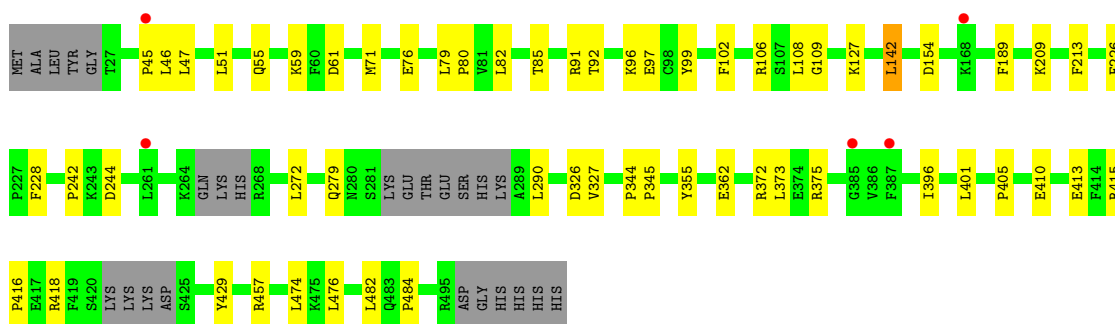 MET ALA LEU TYR GLY T27 P45 L46 L47 L51 Q55 K59 F60 D61 M71 E76 L79 P80 V81 L82 T85 R91 T92 K96 E97 C98 Y99 F102 R106 S107 L108 G109 K127 L142 D154 K168 F189 K209 F213
P227 F228 P242 K243 D244 L261 K264 GLN LYS HIS R268 L272 Q279 N280 S281 LYS GLU THR GLU SER HIS LYS A289 L290 D326 V327 P344 P345 Y355 E362 R372 L373 E374 R375 G385 V386 F387 I396 L401 P405 E410 E413 F414
P416 E417 R418 F419 S420 LYS LYS LYS ASP S425 Y429 R457 L474 K475 L476 L482 Q483 P484 R495 ASP GLY HIS HIS HIS HIS HIS